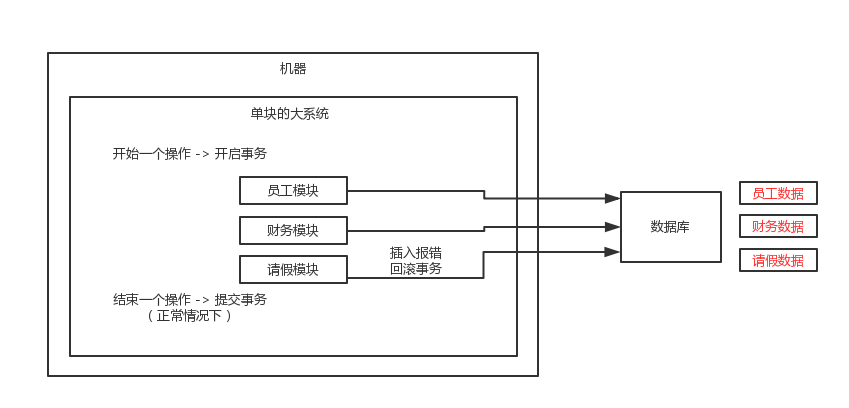 机器
单块的大系统
开始一个操作 -> 开启事务
员工模块
财务模块
请假模块
插入报错
回滚事务
结束一个操作 -> 提交事务
（正常情况下）
数据库
员工数据
财务数据
请假数据